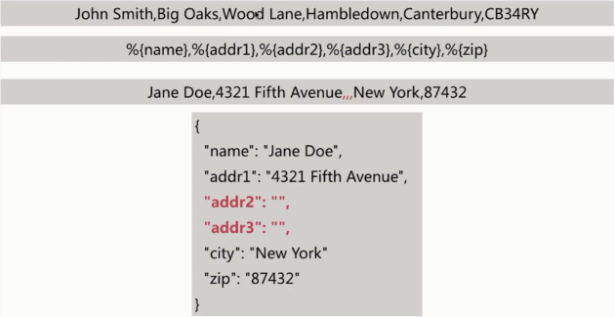 John Smith,Big Oaks,Wood Lane,Hambledown,Canterbury,CB34RY
%{name},%{addr1},%{addr2},%{addr3},%{city},%{zip}
Jane Doe,4321 Fifth Avenue,,,New York,87432
{
"name": "Jane Doe",
"addr1": "4321 Fifth Avenue",
"addr2": "",
"addr3": "",
"city": "New York"
"zip": "87432"
}